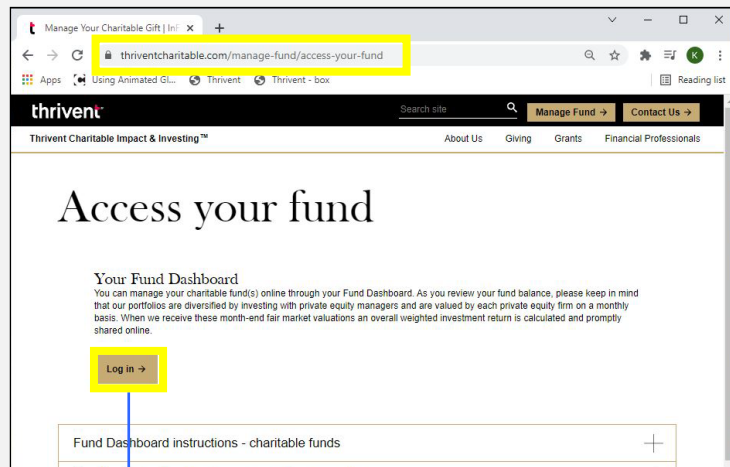 Manage Your Charitable Gift | InF
thriventcharitable.com/manage-fund/access-your-fund
K
Apps
Using Animated Gl...
Thrivent
Thrivent - box
Reading list
thrivent
Search site
Manage Fund →
Contact Us →
Thrivent Charitable Impact & Investing™
About Us
Giving
Grants
Financial Professionals
Access your fund
Your Fund Dashboard
You can manage your charitable fund(s) online through your Fund Dashboard. As you review your fund balance, please keep in mind
that our portfolios are diversified by investing with private equity managers and are valued by each private equity firm on a monthly
basis. When we receive these month-end fair market valuations an overall weighted investment return is calculated and promptly
shared online.
Log in →
Fund Dashboard instructions - charitable funds